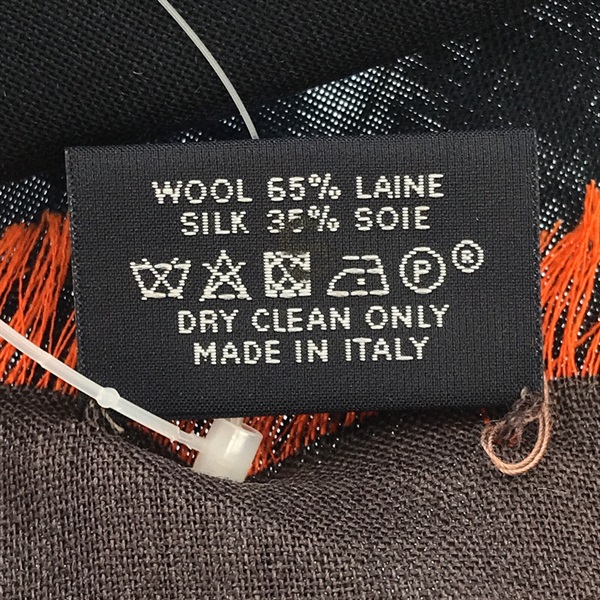 WOOL 65% LAINE
SILK 35% SOIE
P ®
DRY CLEAN ONLY
MADE IN ITALY